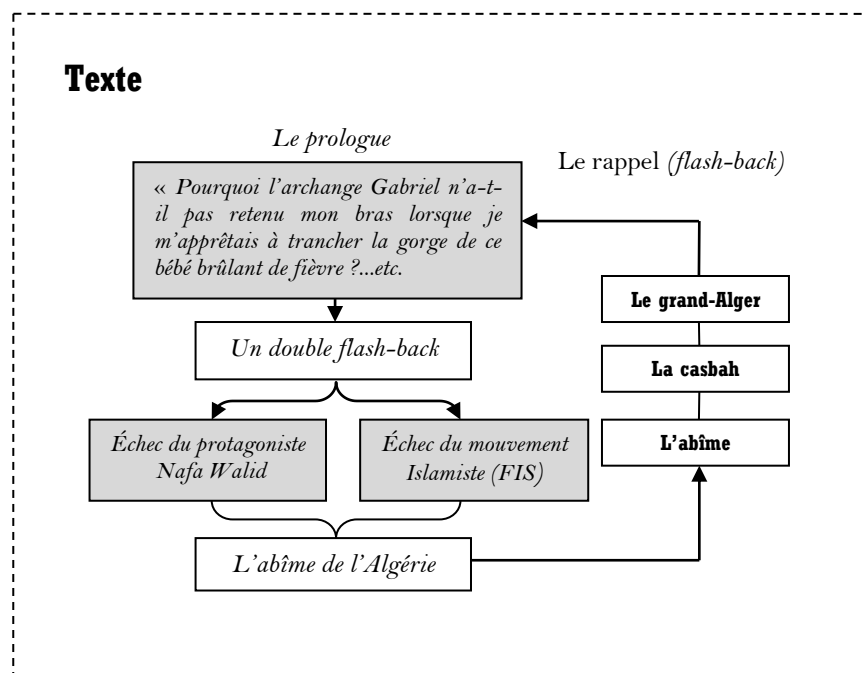 Texte
Le prologue
Le rappel (flash-back)
« Pourquoi l'archange Gabriel n'a-t-
il pas retenu mon bras lorsque je
m'apprêtais à trancher la gorge de ce
bébé brûlant de fièvre ?...etc.
Le grand-Alger
Un double flash-back
La casbah
Échec du protagoniste
Nafa Walid
Échec du mouvement
Islamiste (FIS)
L'abîme
L'abîme de l'Algérie